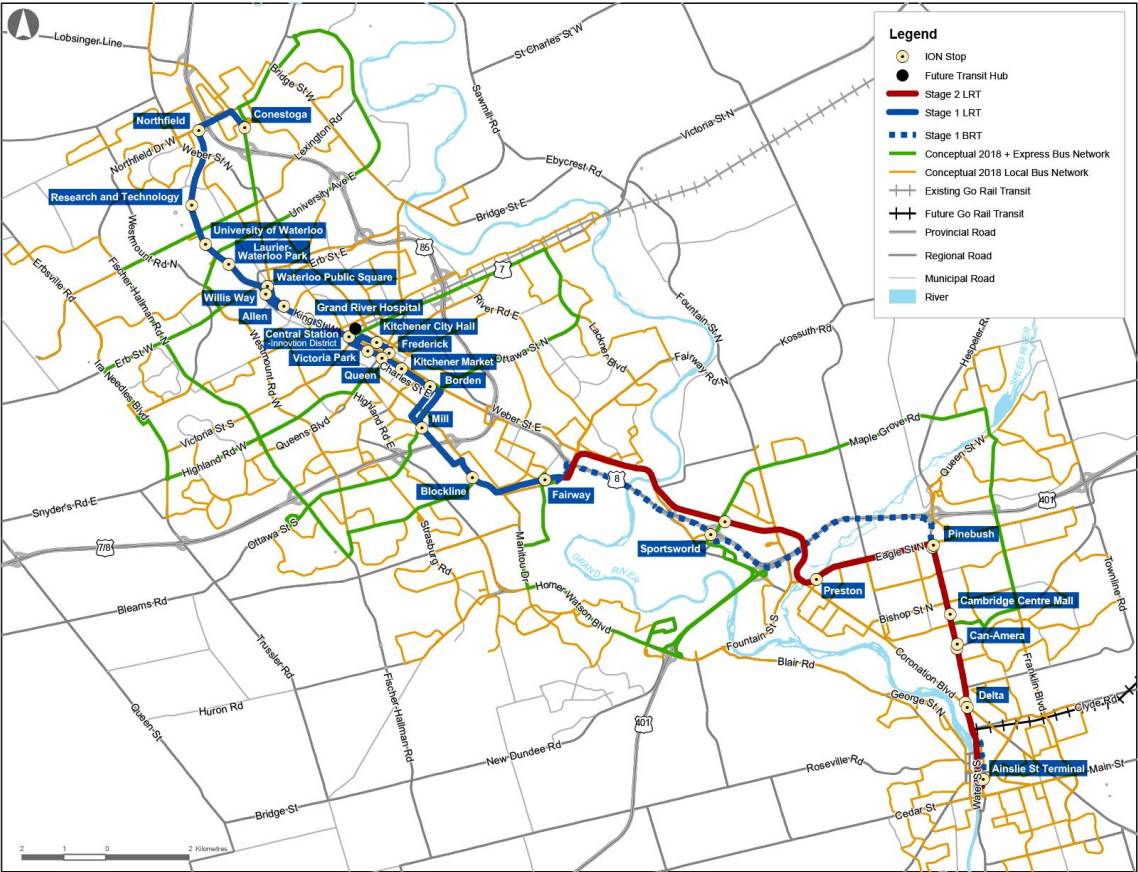 Legend
ION Stop
Future Transit Hub
Stage 2 LRT
Stage 1 LRT
Stage 1 BRT
Conceptual 2018 + Express Bus Network
Conceptual 2018 Local Bus Network
Existing Go Rail Transit
Future Go Rail Transit
Provincial Road
Regional Road
Municipal Road
River
Lobsinger Line
St Charles St W
Bridge St W
Sawmill Rd
Victoria St N
Northfield
Conestoga
Lexington Rd
Northfield Dr W
Weber St N
Ebycrest Rd
University Ave E
Research and Technology
Bridge St E
Westmount Rd N
University of Waterloo
Laurier-
Waterloo Park
85
Erb St E
7
Erbsville Rd
Fischer-Hallman Rd N
Waterloo Public Square
Willis Way
Allen
King St W
Grand River Hospital
River Rd E
Fountain St N
Central Station
-Innovtion District
Kitchener City Hall
Frederick
Victoria Park
Kitchener Market
Queen
Charles St E
Borden
Ottawa St N
Lackner Blvd
Fairway Rd N
Kossuth Rd
Hespeler R
SPEED RIVER
Erb St W
Ira Needles Blvd
Westmount Rd W
Highland Rd E
Mill
Weber St E
Victoria St S
Queens Blvd
Highland Rd W
Maple Grove Rd
Queen St W
Blockline
Fairway
8
401
Snyder's Rd E
7/8
Ottawa St S
Strasburg Rd
Manitou Dr
Sportsworld
Pinebush
Eagle St N
GRAND RIVER
Preston
Townline Rd
Homer Watson Blvd
Bleams Rd
Bishop St N
Cambridge Centre Mall
Can-Amera
Fountain St S
Blair Rd
Coronation Blvd
Franklin Blvd
Trussler Rd
Fischer-Hallman Rd
George St N
Delta
Clyde Rd
Queen St
Huron Rd
401
New Dundee Rd
Roseville Rd
Ainslie St Terminal
Main St
Water St S
Cedar St
Bridge St
2 1 0 2 Kilometres